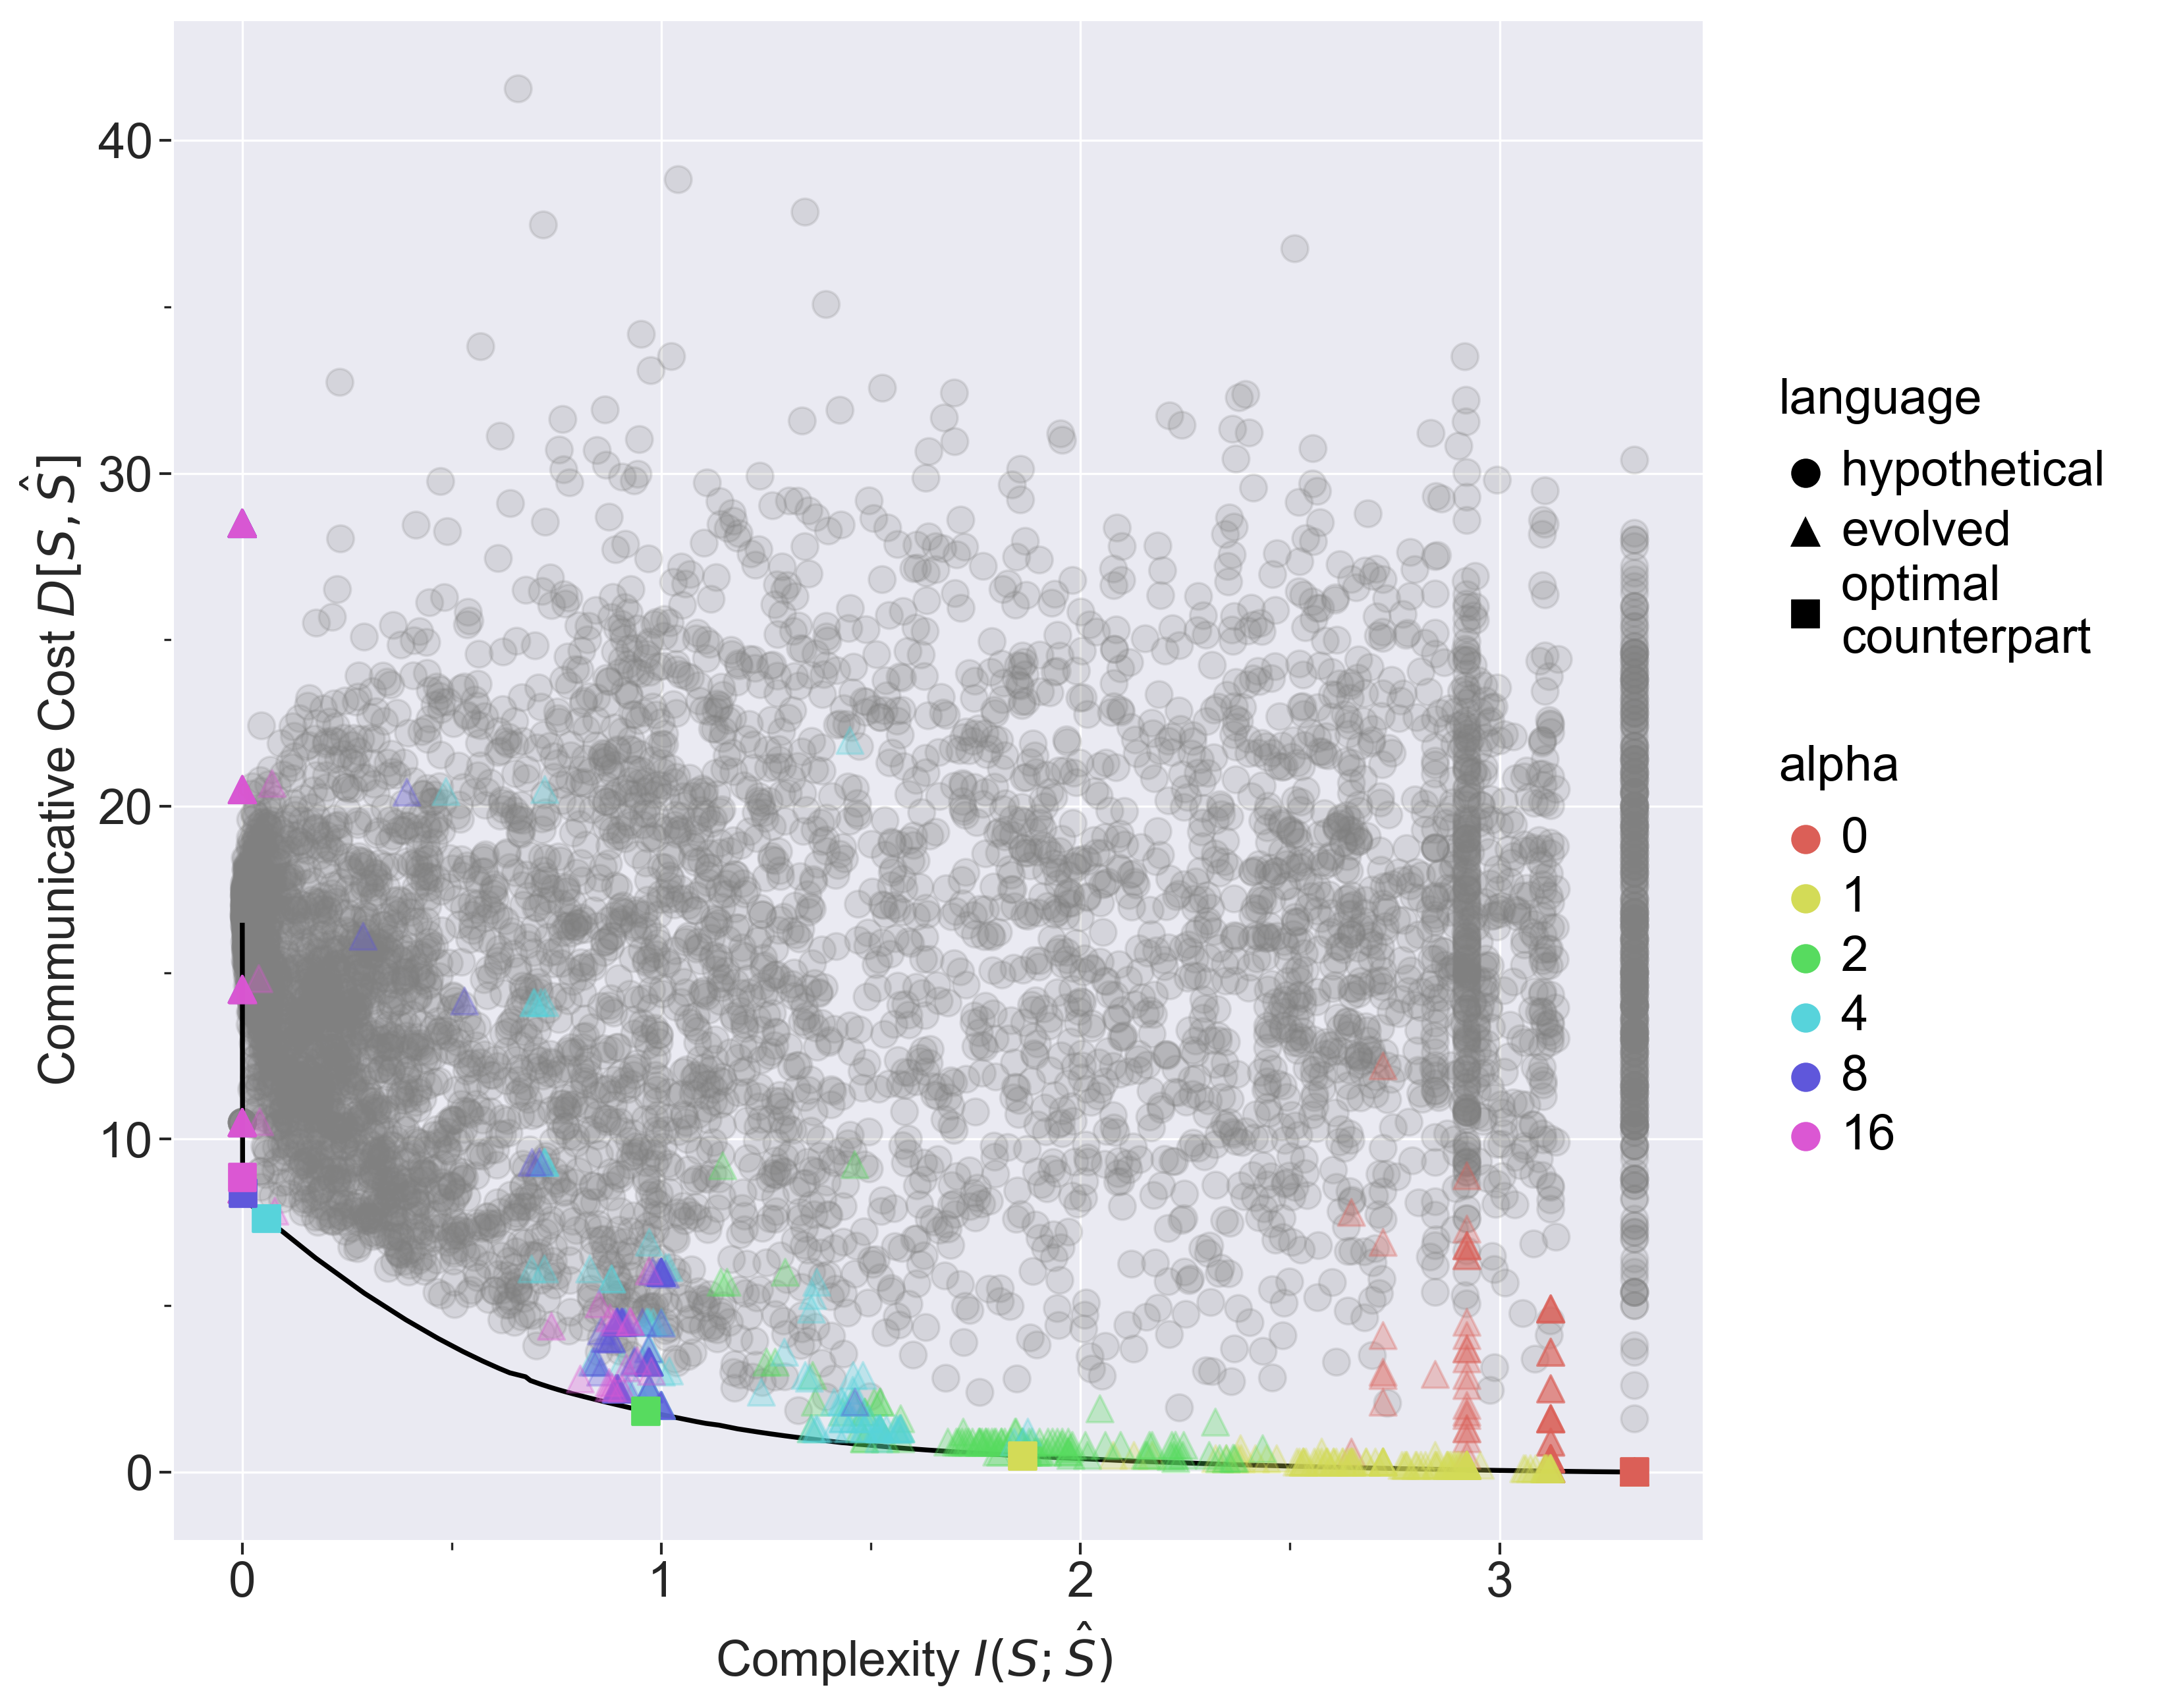 40
30
20
10
0
0
1
2
3
Communicative Cost D[S, Ŝ]
Complexity I(S; Ŝ)
language
hypothetical
evolved
optimal
counterpart
alpha
0
1
2
4
8
16